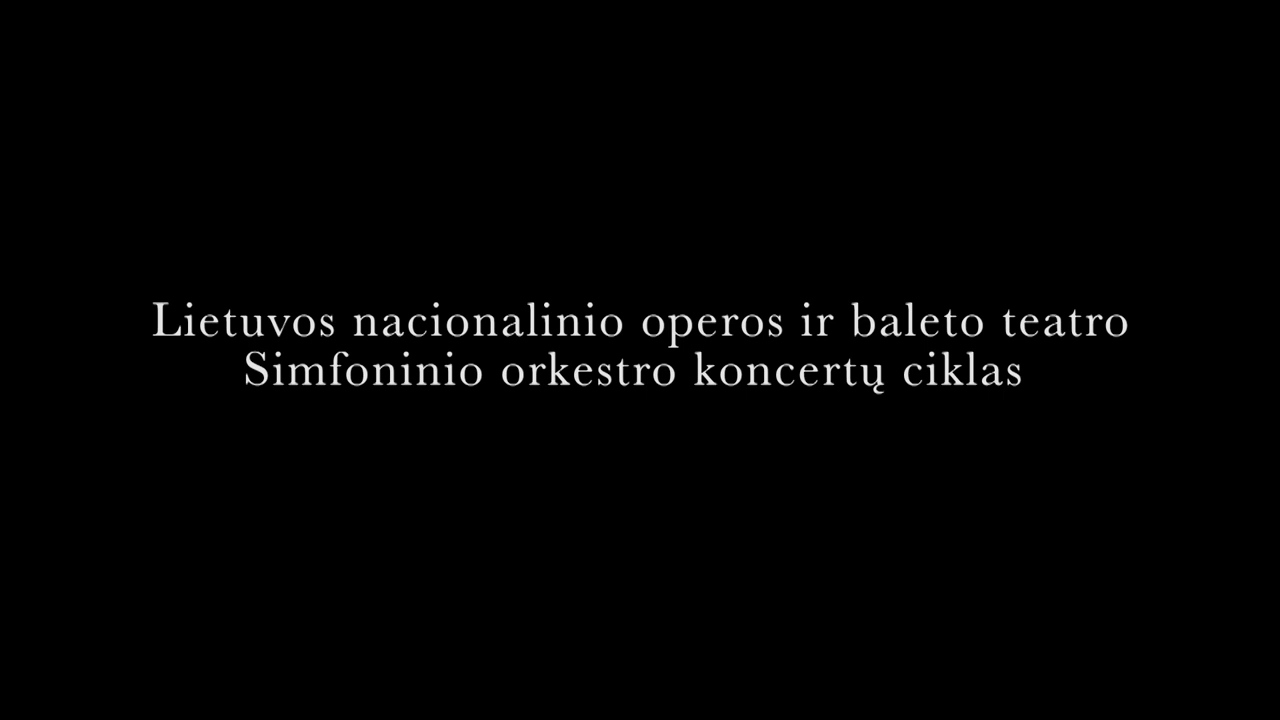 Lietuvos nacionalinio operos ir baleto teatro
Simfoninio orkestro koncertų ciklas